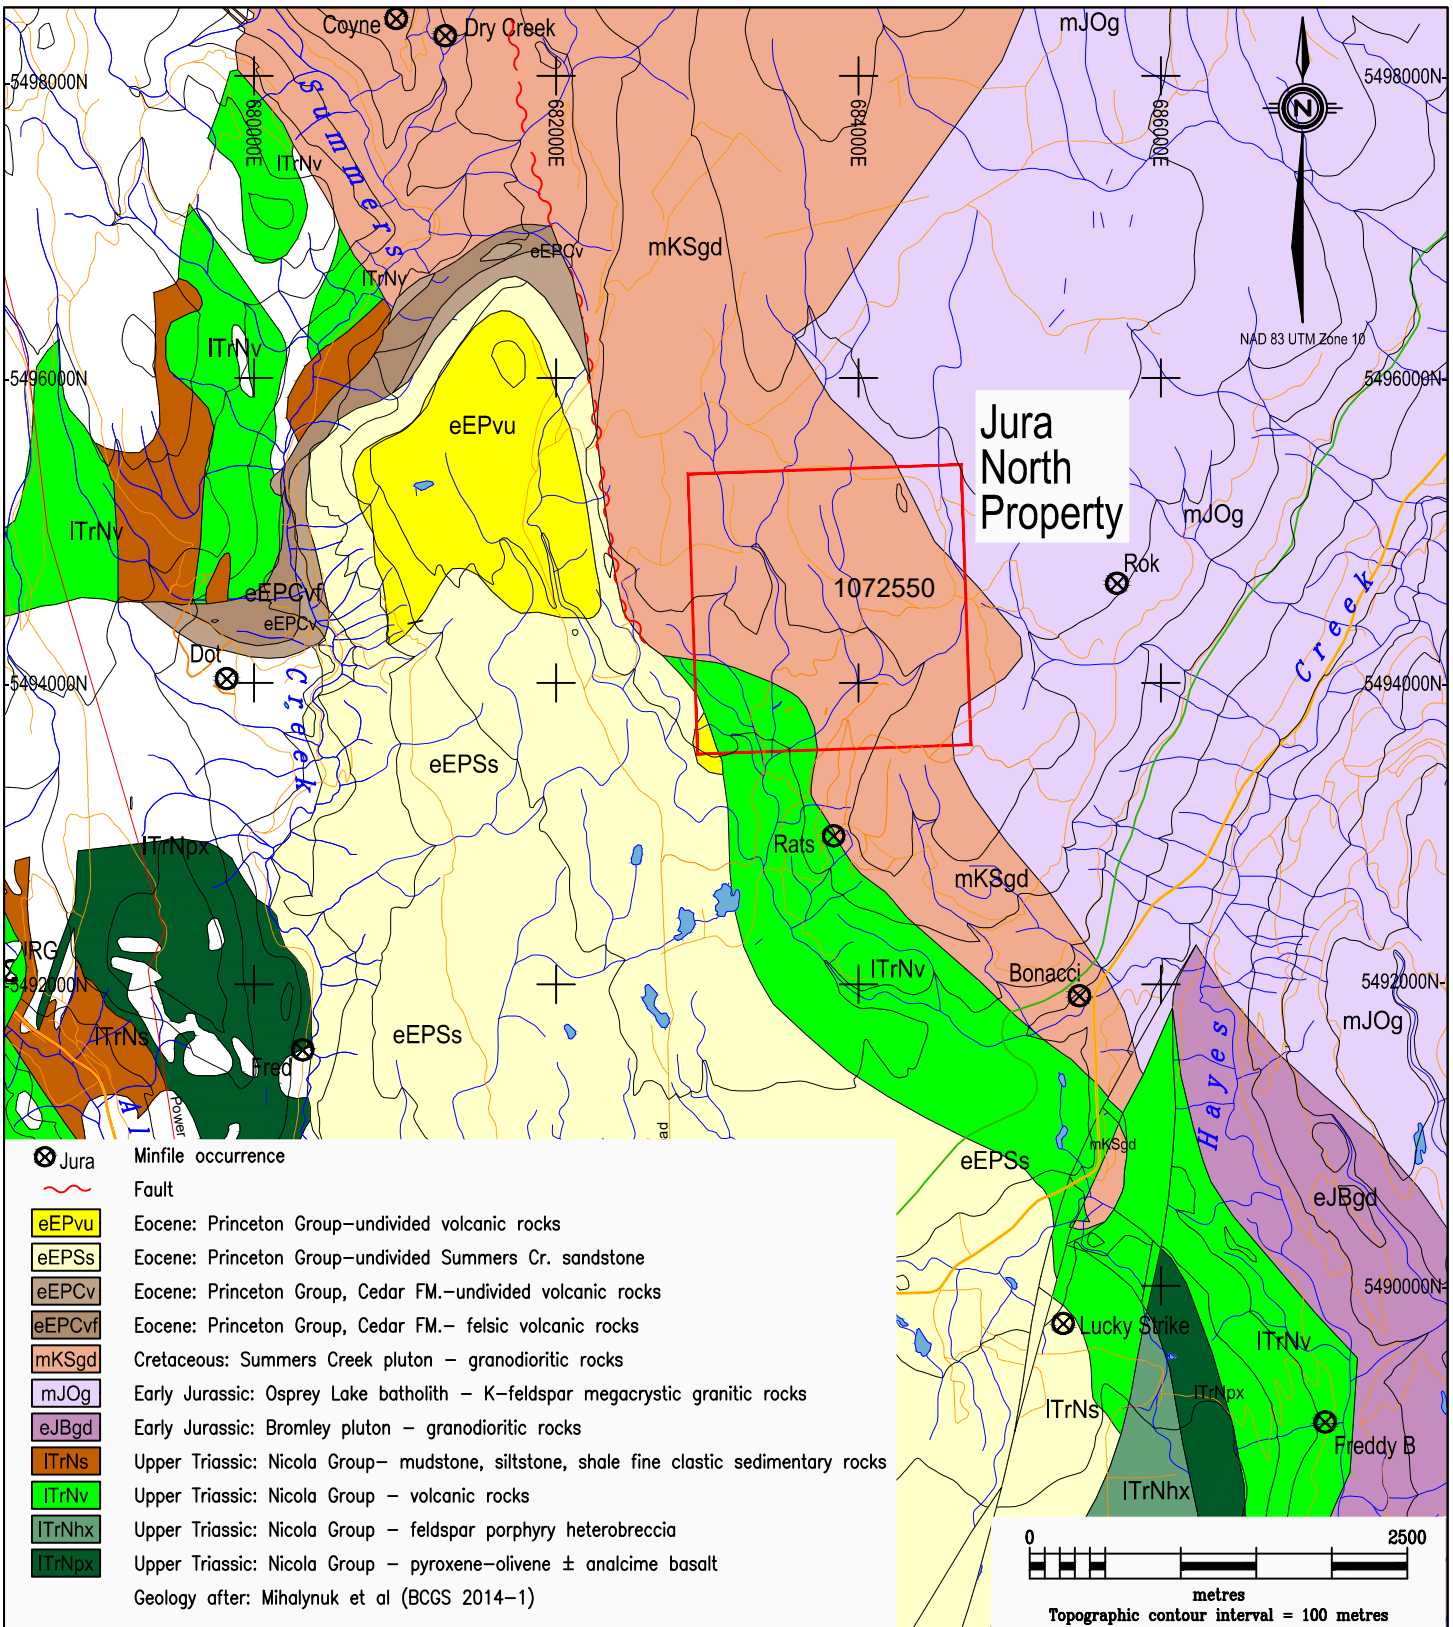 Coyne
Dry Creek
mJOg
5498000N
5498000N
680000E
682000E
684000E
686000E
Summers
lTrNv
N
mKSgd
eEPCv
lTrNv
NAD 83 UTM Zone 10
lTrNv
5496000N
5496000N
eEPvu
Jura
North
Property
mJOg
lTrNv
Rok
1072550
eEPCvf
eEPCv
Dot
Creek
Creek
5494000N
5494000N
eEPSs
lTrNpx
Rats
mKSgd
IRG
lTrNv
Bonacci
5492000N
5492000N
mJOg
lTrNs
eEPSs
Hayes
Fred
Al
Power
ad
mKSgd
eEPSs
eJBgd
5490000N
Lucky Strike
lTrNv
lTrNs
lTrNpx
Freddy B
lTrNhx
Jura Minfile occurrence
Fault
eEPvu Eocene: Princeton Group-undivided volcanic rocks
eEPSs Eocene: Princeton Group-undivided Summers Cr. sandstone
eEPCv Eocene: Princeton Group, Cedar FM.-undivided volcanic rocks
eEPCvf Eocene: Princeton Group, Cedar FM.- felsic volcanic rocks
mKSgd Cretaceous: Summers Creek pluton - granodioritic rocks
mJOg Early Jurassic: Osprey Lake batholith - K-feldspar megacrystic granitic rocks
eJBgd Early Jurassic: Bromley pluton - granodioritic rocks
lTrNs Upper Triassic: Nicola Group- mudstone, siltstone, shale fine clastic sedimentary rocks
lTrNv Upper Triassic: Nicola Group - volcanic rocks
lTrNhx Upper Triassic: Nicola Group - feldspar porphyry heterobreccia
lTrNpx Upper Triassic: Nicola Group - pyroxene-olivene ± analcime basalt
Geology after: Mihalynuk et al (BCGS 2014-1)
0 2500
metres
Topographic contour interval = 100 metres